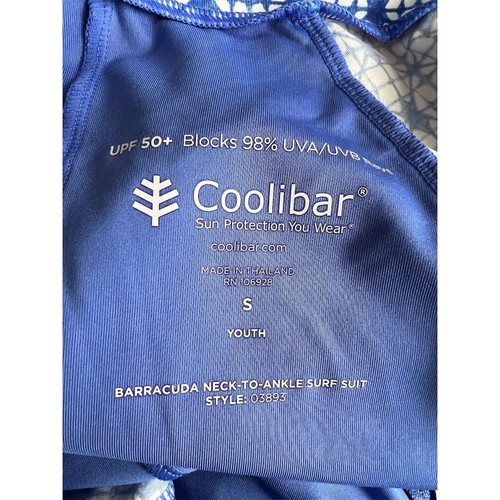 UPF 50+ Blocks 98% UVA/UVB Rays
Coolibar®
Sun Protection You Wear®
coolibar.com
MADE IN THAILAND
RN 106928
S
YOUTH
BARRACUDA NECK-TO-ANKLE SURF SUIT
STYLE: 03893